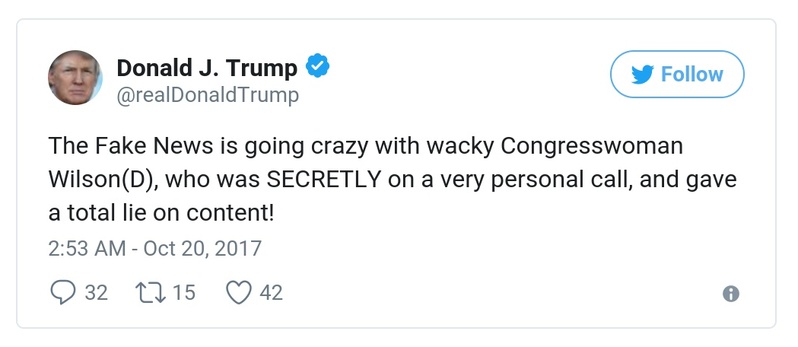 Donald J. Trump
@realDonaldTrump
Follow
The Fake News is going crazy with wacky Congresswoman
Wilson(D), who was SECRETLY on a very personal call, and gave
a total lie on content!
2:53 AM - Oct 20, 2017
32 15 42